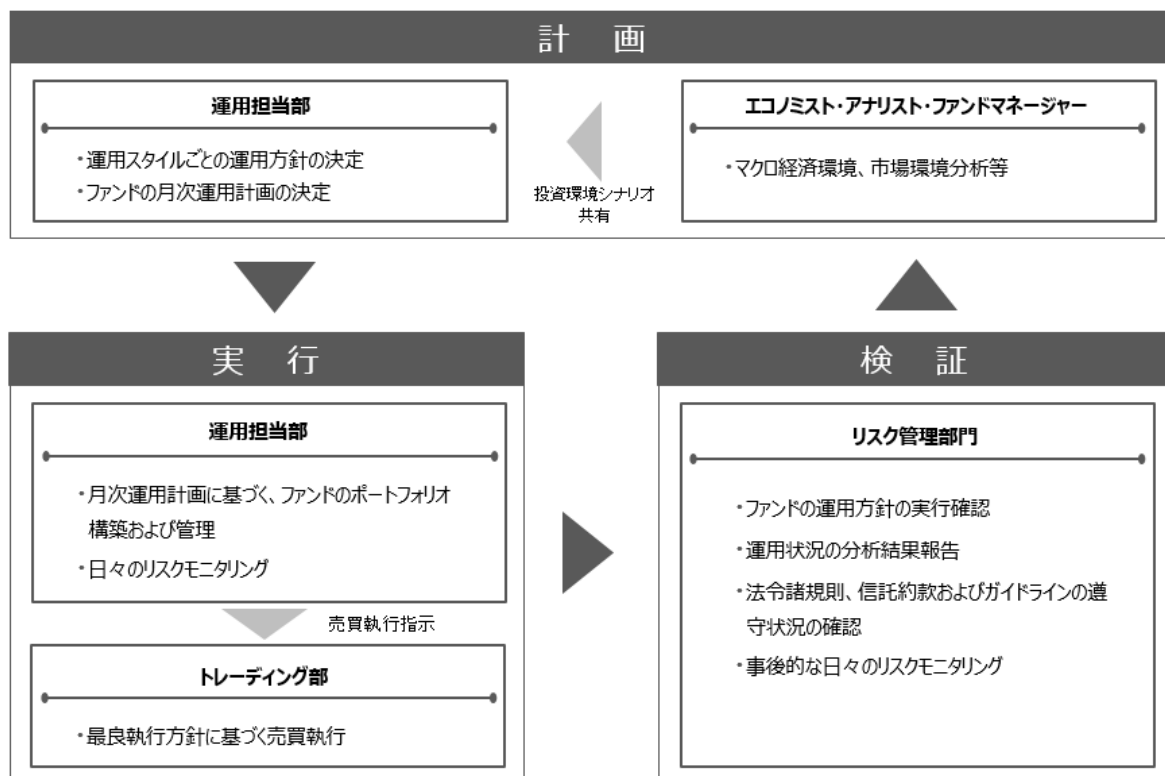 計 画
運用担当部
・運用スタイルごとの運用方針の決定
・ファンドの月次運用計画の決定
投資環境シナリオ
共有
エコノミスト・アナリスト・ファンドマネージャー
・マクロ経済環境、市場環境分析等
実 行
運用担当部
・月次運用計画に基づく、ファンドのポートフォリオ
構築および管理
・日々のリスクモニタリング
売買執行指示
トレーディング部
・最良執行方針に基づく売買執行
検 証
リスク管理部門
・ファンドの運用方針の実行確認
・運用状況の分析結果報告
・法令諸規則、信託約款およびガイドラインの遵
守状況の確認
・事後的な日々のリスクモニタリング